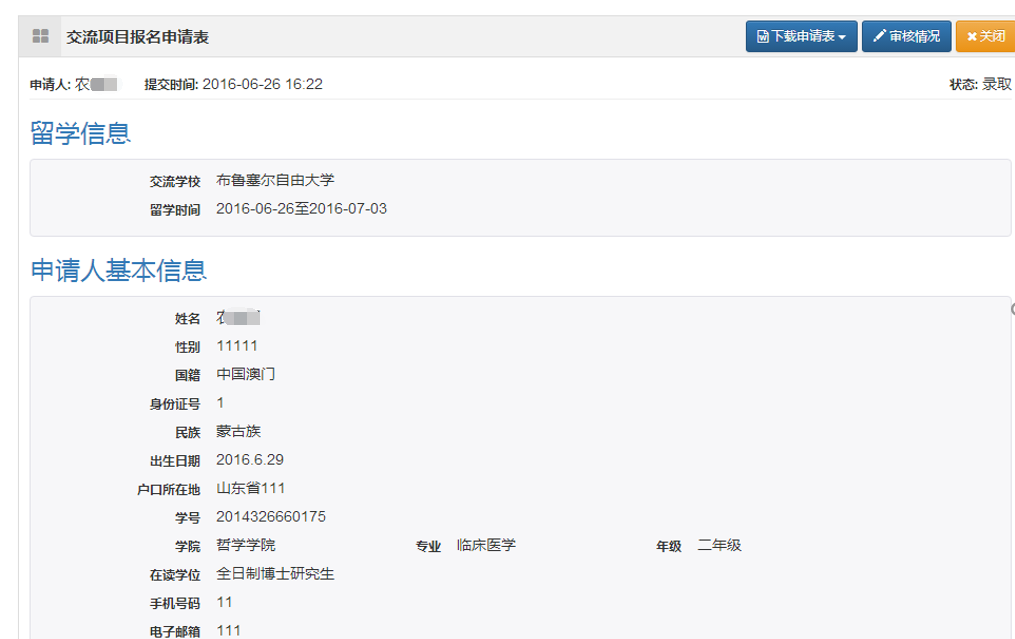 交流项目报名申请表 下载申请表 审核情况 关闭
申请人: 农 提交时间: 2016-06-26 16:22 状态: 录取
留学信息
交流学校 布鲁塞尔自由大学
留学时间 2016-06-26至2016-07-03
申请人基本信息
姓名 农
性别 11111
国籍 中国澳门
身份证号 1
民族 蒙古族
出生日期 2016.6.29
户口所在地 山东省111
学号 2014326660175
学院 哲学学院 专业 临床医学 年级 二年级
在读学位 全日制博士研究生
手机号码 11
电子邮箱 111